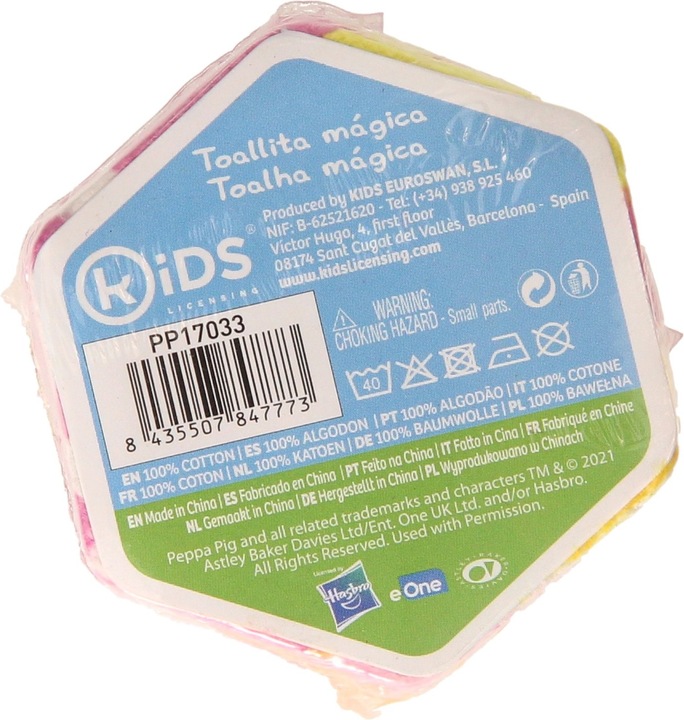 Toallita mágica
Toalha mágica
Produced by KIDS EUROSWAN, S.L.
NIF: B-62521620 - Tel: (+34) 938 925 460
Víctor Hugo, 4, first floor
08174 Sant Cugat del Vallès, Barcelona - Spain
www.kidslicensing.com
KiDS®
LICENSING
PP17033
8 435507 847773
WARNING:
CHOKING HAZARD - Small parts.
40
EN 100% COTTON | ES 100% ALGODON | PT 100% ALGODÃO | IT 100% COTONE
FR 100% COTON | NL 100% KATOEN | DE 100% BAUMWOLLE | PL 100% BAWEŁNA
EN Made in China | ES Fabricado en China | PT Feito na China | IT Fatto in Cina | FR Fabriqué en Chine
NL Gemaakt in China | DE Hergestellt in China | PL Wyprodukowano w Chinach
Peppa Pig and all related trademarks and characters TM & © 2021
Astley Baker Davies Ltd/Ent. One UK Ltd. and/or Hasbro.
All Rights Reserved. Used with Permission.
Licensed by
Hasbro
eOne
ASTLEY·BAKER·DAVIES